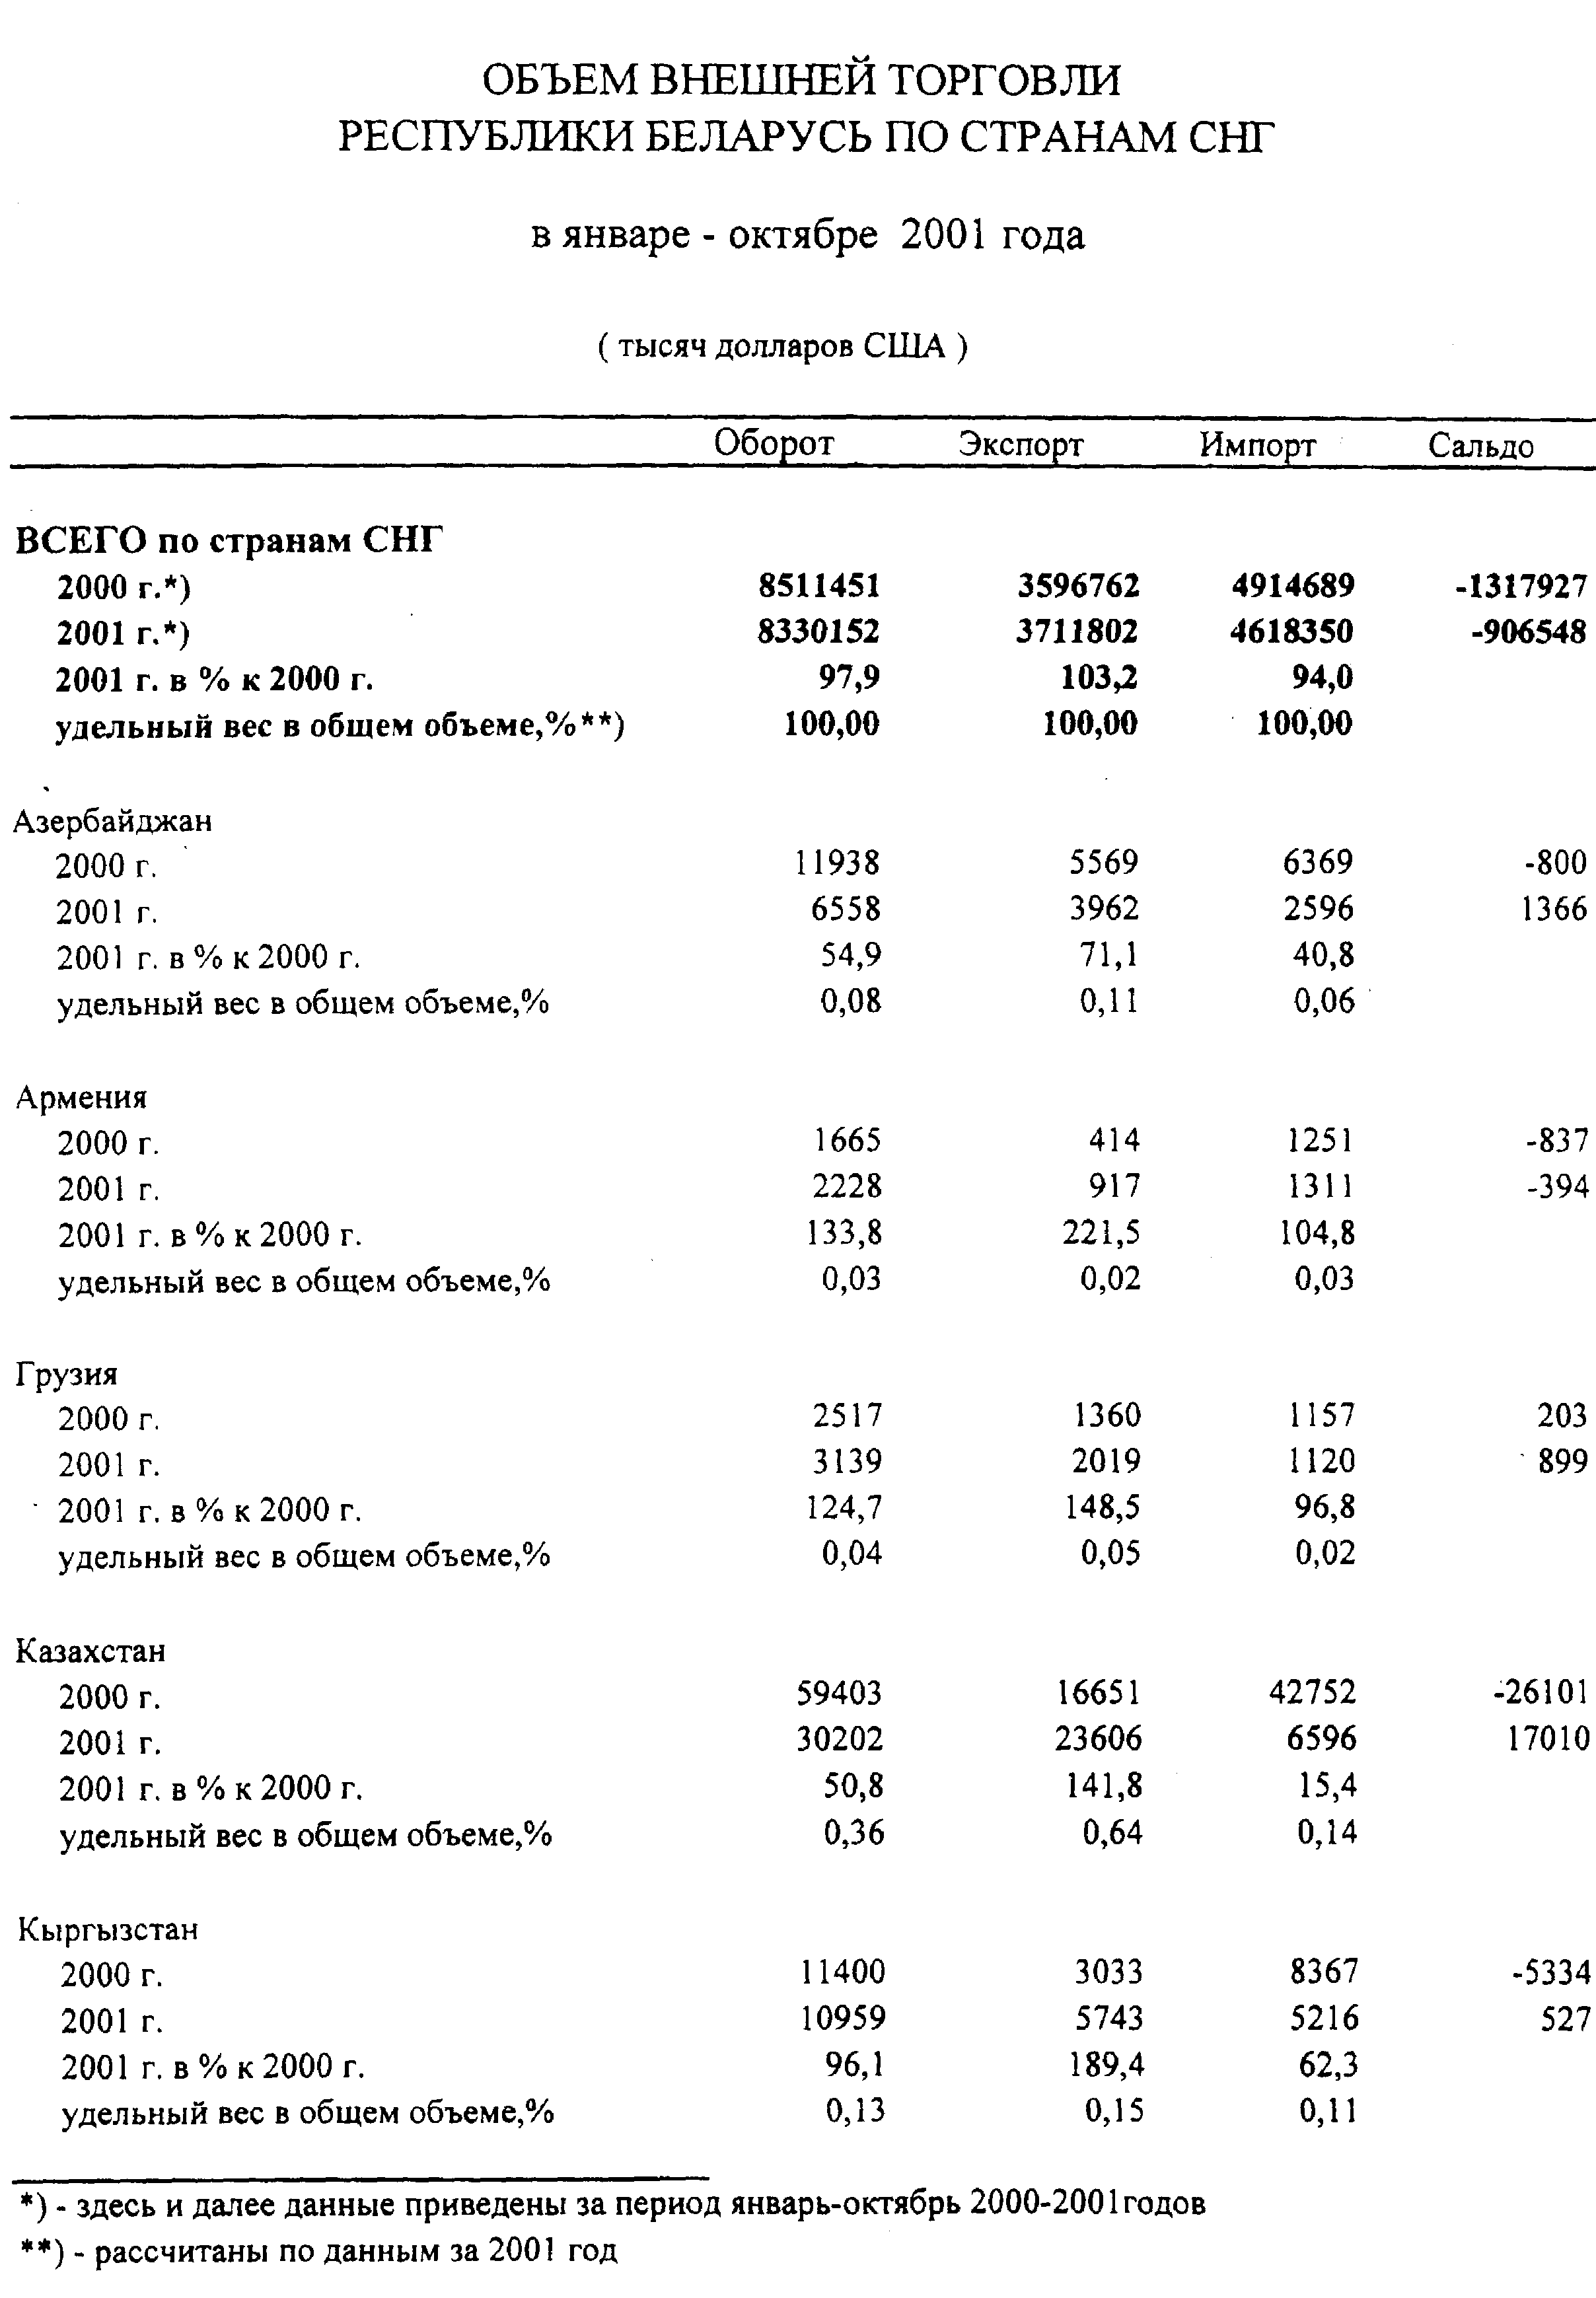 ОБЪЕМ ВНЕШНЕЙ ТОРГОВЛИ
РЕСПУБЛИКИ БЕЛАРУСЬ ПО СТРАНАМ СНГ
в январе - октябре 2001 года
( тысяч долларов США )
Оборот Экспорт Импорт Сальдо
ВСЕГО по странам СНГ
2000 г.*) 8511451 3596762 4914689 -1317927
2001 г.*) 8330152 3711802 4618350 -906548
2001 г. в % к 2000 г. 97,9 103,2 94,0
удельный вес в общем объеме,%**) 100,00 100,00 100,00
Азербайджан
2000 г. 11938 5569 6369 -800
2001 г. 6558 3962 2596 1366
2001 г. в % к 2000 г. 54,9 71,1 40,8
удельный вес в общем объеме,% 0,08 0,11 0,06
Армения
2000 г. 1665 414 1251 -837
2001 г. 2228 917 1311 -394
2001 г. в % к 2000 г. 133,8 221,5 104,8
удельный вес в общем объеме,% 0,03 0,02 0,03
Грузия
2000 г. 2517 1360 1157 203
2001 г. 3139 2019 1120 899
2001 г. в % к 2000 г. 124,7 148,5 96,8
удельный вес в общем объеме,% 0,04 0,05 0,02
Казахстан
2000 г. 59403 16651 42752 -26101
2001 г. 30202 23606 6596 17010
2001 г. в % к 2000 г. 50,8 141,8 15,4
удельный вес в общем объеме,% 0,36 0,64 0,14
Кыргызстан
2000 г. 11400 3033 8367 -5334
2001 г. 10959 5743 5216 527
2001 г. в % к 2000 г. 96,1 189,4 62,3
удельный вес в общем объеме,% 0,13 0,15 0,11
*) - здесь и далее данные приведены за период январь-октябрь 2000-2001годов
**) - рассчитаны по данным за 2001 год